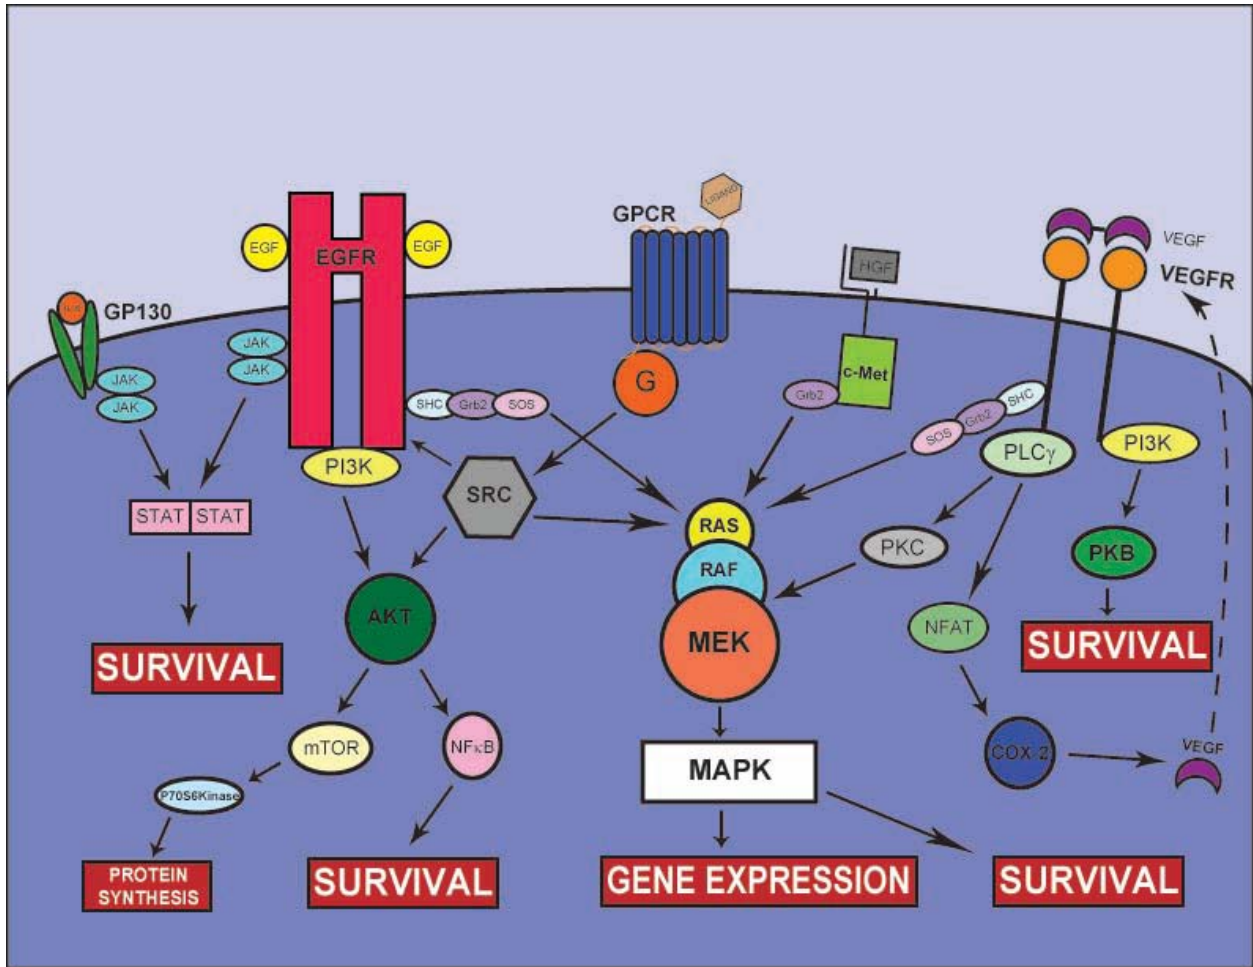 LIGAND
GPCR
EGF
EGFR
EGF
HGF
VEGF
VEGFR
GP130
JAK
JAK
JAK
JAK
c-Met
G
SHC
Grb2
SOS
Grb2
SHC
Grb2
SOS
PI3K
PLCγ
PI3K
SRC
STAT
STAT
RAS
PKC
PKB
RAF
AKT
MEK
NFAT
SURVIVAL
SURVIVAL
mTOR
NFκB
MAPK
COX-2
VEGF
P70S6Kinase
PROTEIN
SYNTHESIS
SURVIVAL
GENE EXPRESSION
SURVIVAL